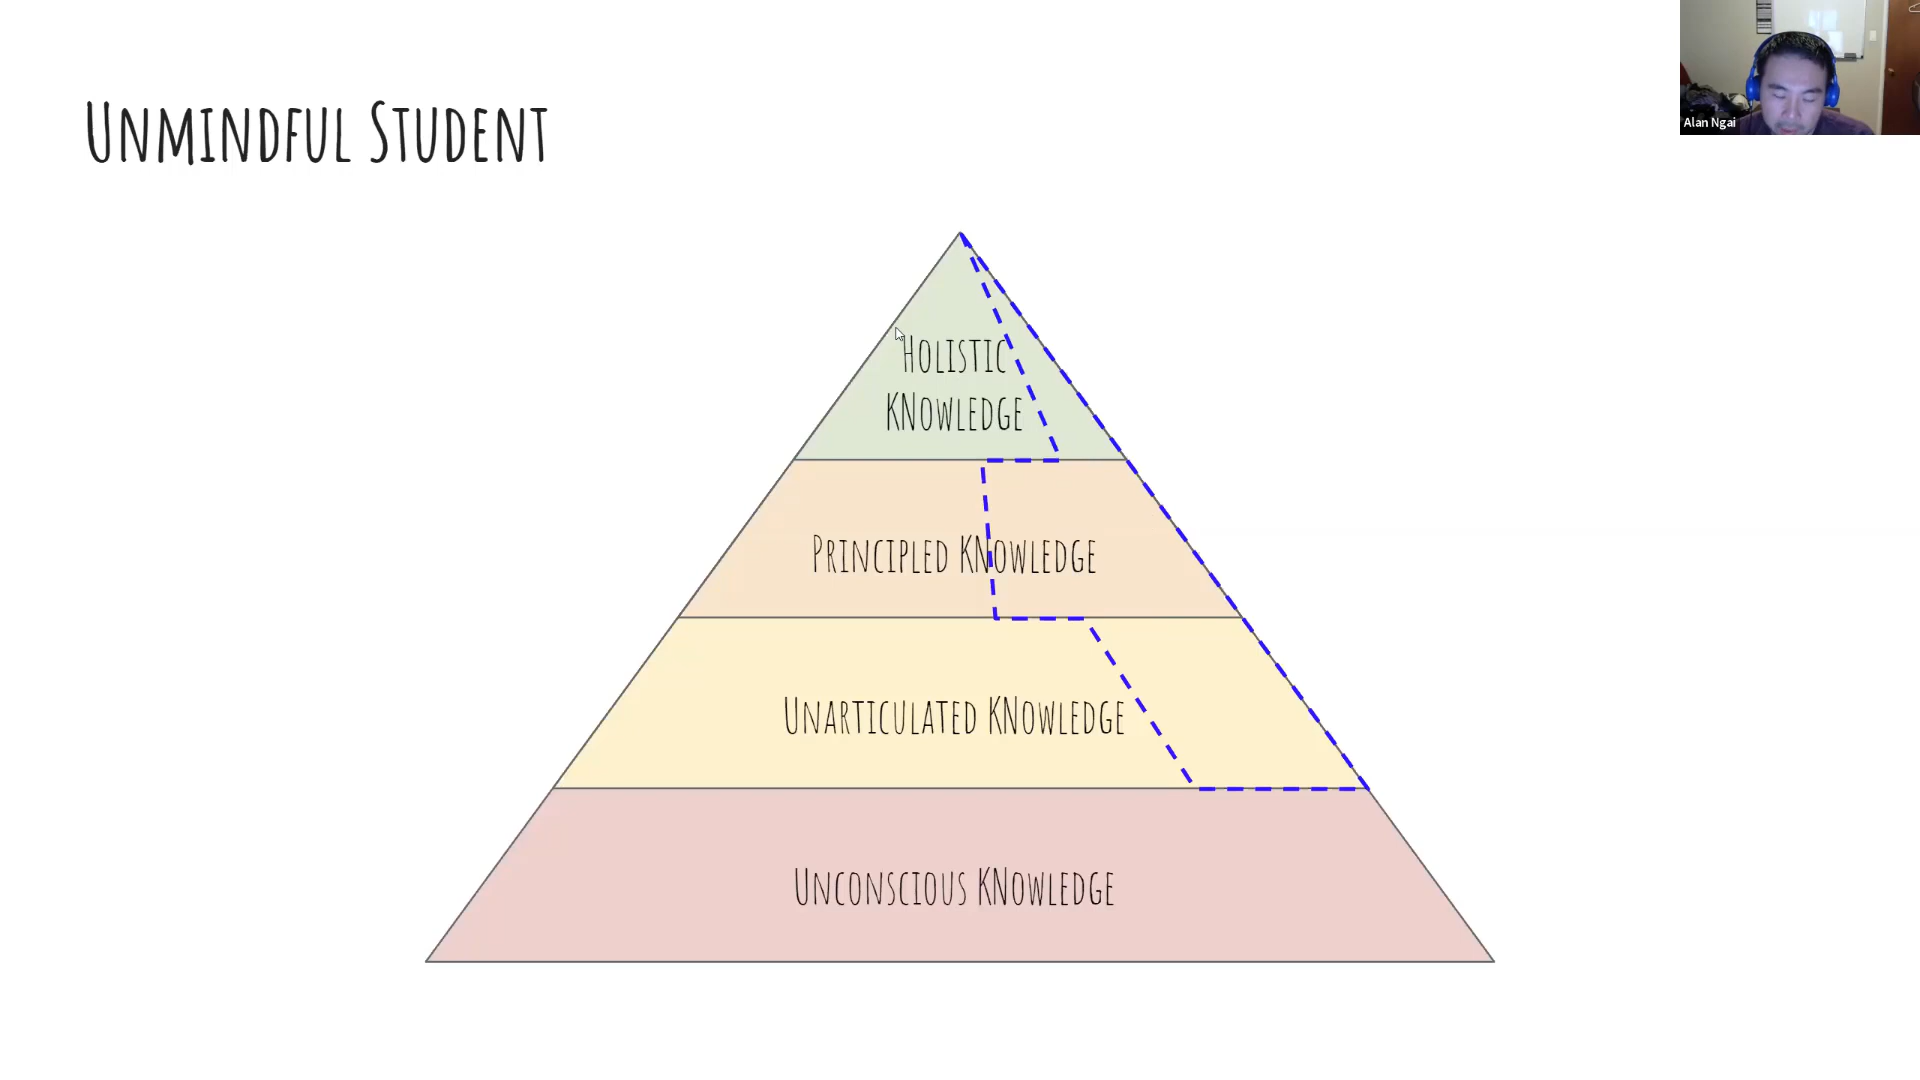 Unmindful Student
Alan Ngai
Holistic
Knowledge
Principled Knowledge
Unarticulated Knowledge
Unconscious Knowledge